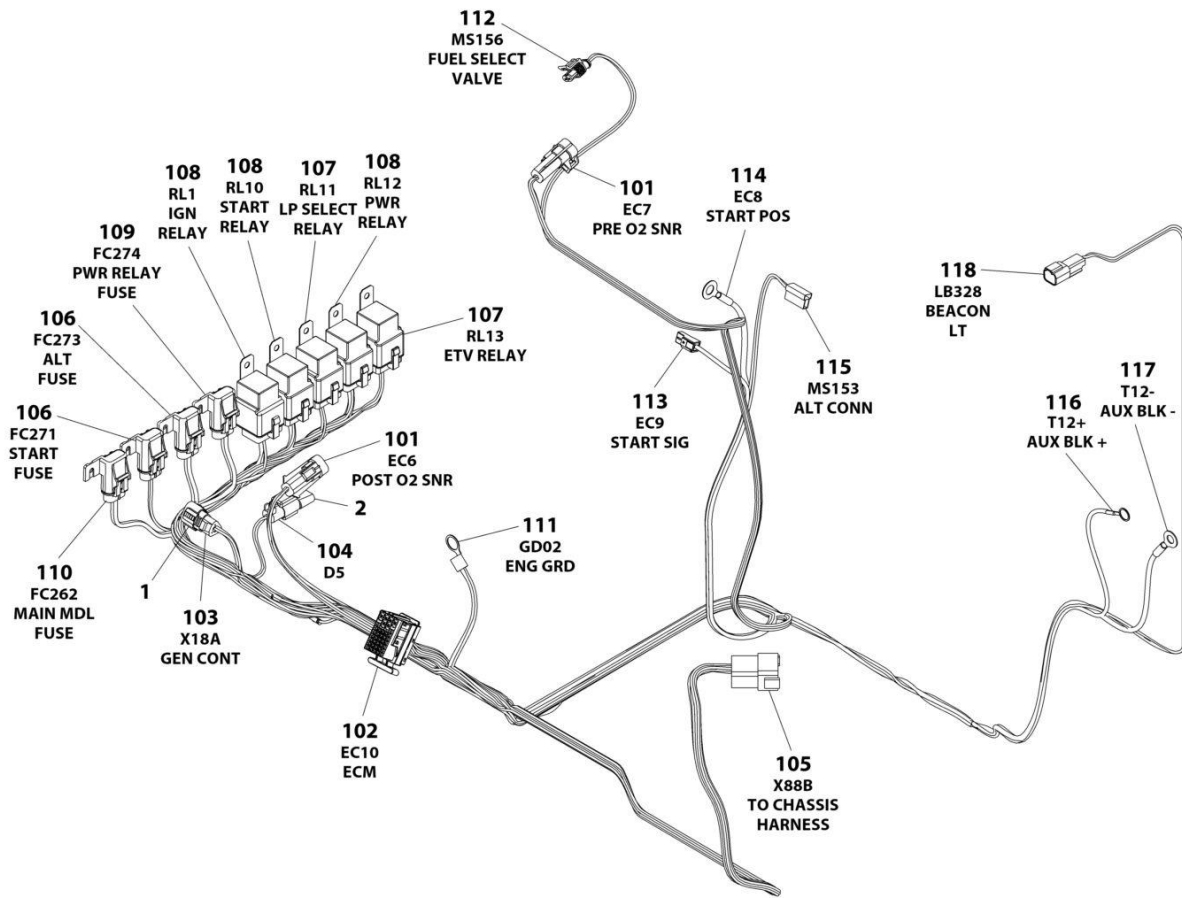 112
MS156
FUEL SELECT
VALVE
108
RL1
IGN
RELAY
108
RL10
START
RELAY
107
RL11
LP SELECT
RELAY
108
RL12
PWR
RELAY
101
EC7
PRE O2 SNR
114
EC8
START POS
109
FC274
PWR RELAY
FUSE
118
LB328
BEACON
LT
106
FC273
ALT
FUSE
107
RL13
ETV RELAY
115
MS153
ALT CONN
113
EC9
START SIG
117
T12-
AUX BLK -
116
T12+
AUX BLK +
106
FC271
START
FUSE
101
EC6
POST O2 SNR
2
111
GD02
ENG GRD
104
D5
110
FC262
MAIN MDL
FUSE
1
103
X18A
GEN CONT
102
EC10
ECM
105
X88B
TO CHASSIS
HARNESS